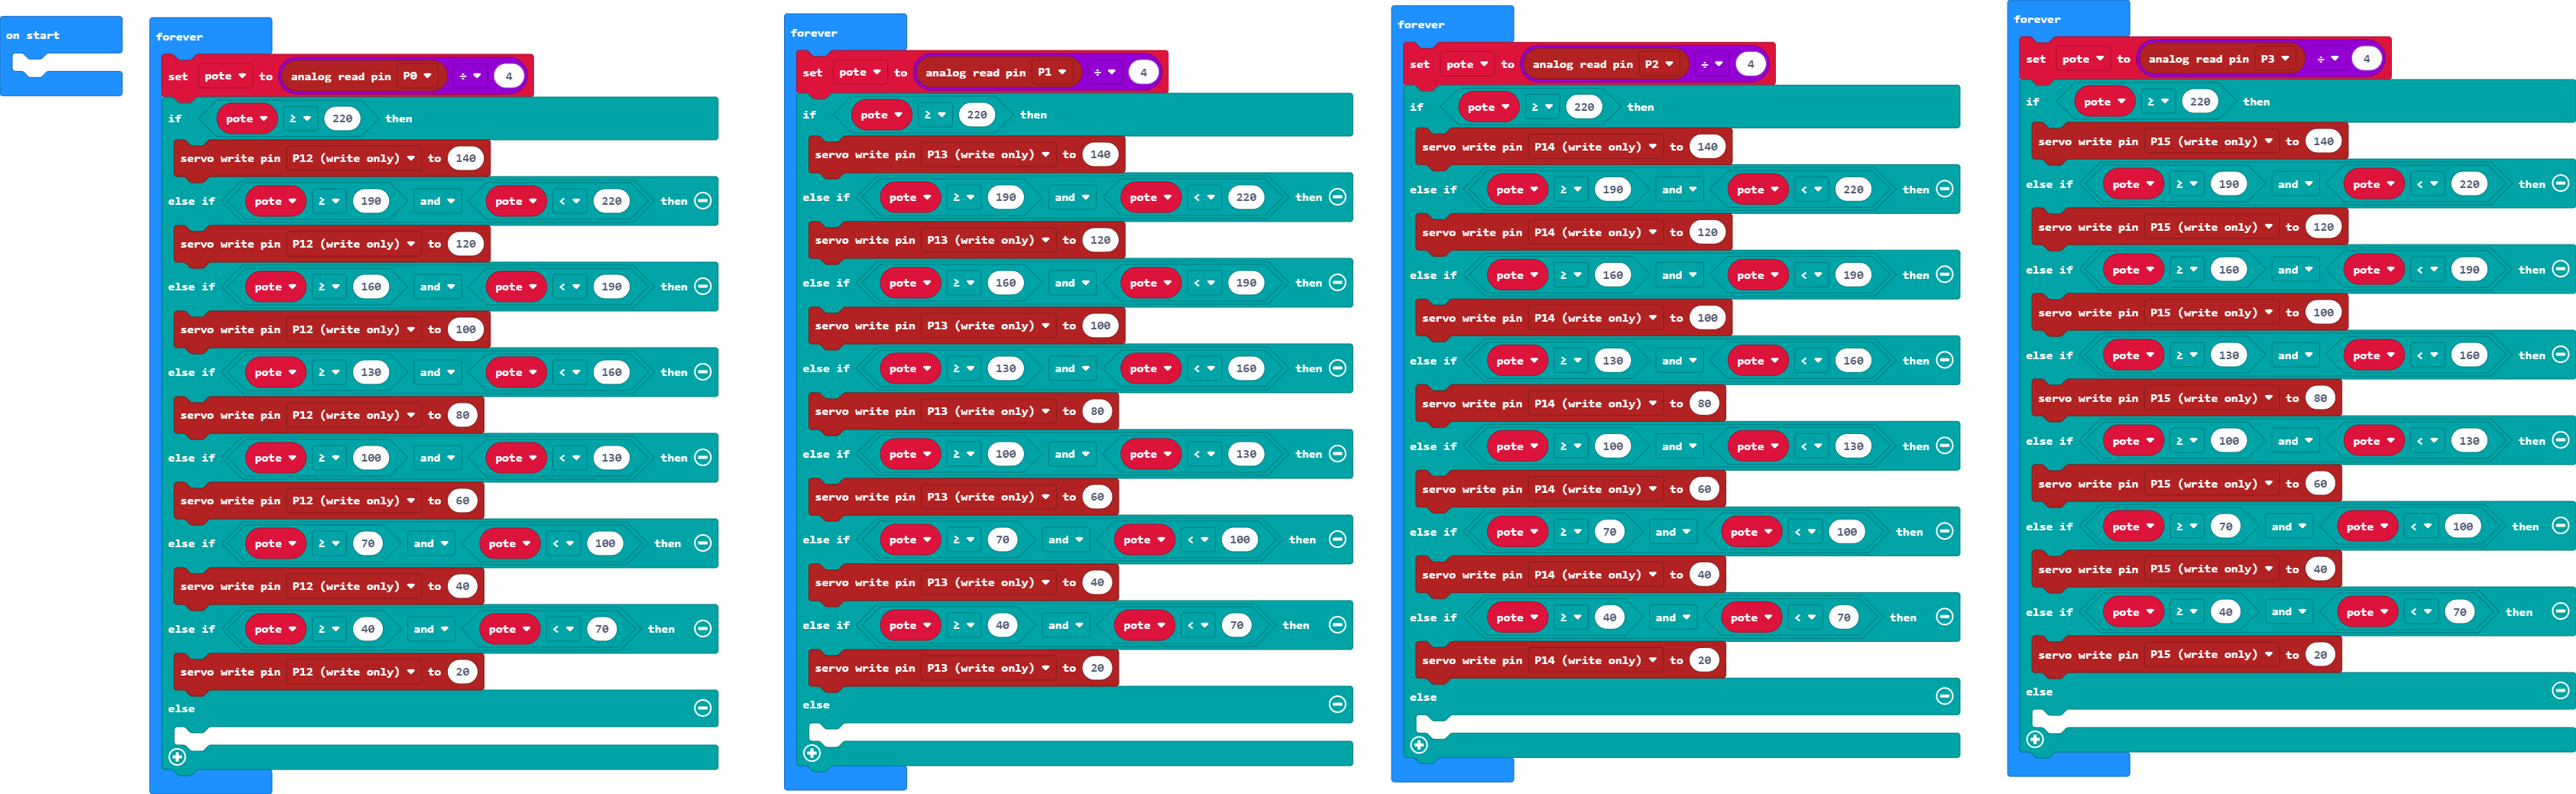 on start
forever
set pote to analog read pin P0 ÷ 4
if pote ≥ 220 then
servo write pin P12 (write only) to 140
else if pote ≥ 190 and pote < 220 then
servo write pin P12 (write only) to 120
else if pote ≥ 160 and pote < 190 then
servo write pin P12 (write only) to 100
else if pote ≥ 130 and pote < 160 then
servo write pin P12 (write only) to 80
else if pote ≥ 100 and pote < 130 then
servo write pin P12 (write only) to 60
else if pote ≥ 70 and pote < 100 then
servo write pin P12 (write only) to 40
else if pote ≥ 40 and pote < 70 then
servo write pin P12 (write only) to 20
else
forever
set pote to analog read pin P1 ÷ 4
if pote ≥ 220 then
servo write pin P13 (write only) to 140
else if pote ≥ 190 and pote < 220 then
servo write pin P13 (write only) to 120
else if pote ≥ 160 and pote < 190 then
servo write pin P13 (write only) to 100
else if pote ≥ 130 and pote < 160 then
servo write pin P13 (write only) to 80
else if pote ≥ 100 and pote < 130 then
servo write pin P13 (write only) to 60
else if pote ≥ 70 and pote < 100 then
servo write pin P13 (write only) to 40
else if pote ≥ 40 and pote < 70 then
servo write pin P13 (write only) to 20
else
forever
set pote to analog read pin P2 ÷ 4
if pote ≥ 220 then
servo write pin P14 (write only) to 140
else if pote ≥ 190 and pote < 220 then
servo write pin P14 (write only) to 120
else if pote ≥ 160 and pote < 190 then
servo write pin P14 (write only) to 100
else if pote ≥ 130 and pote < 160 then
servo write pin P14 (write only) to 80
else if pote ≥ 100 and pote < 130 then
servo write pin P14 (write only) to 60
else if pote ≥ 70 and pote < 100 then
servo write pin P14 (write only) to 40
else if pote ≥ 40 and pote < 70 then
servo write pin P14 (write only) to 20
else
forever
set pote to analog read pin P3 ÷ 4
if pote ≥ 220 then
servo write pin P15 (write only) to 140
else if pote ≥ 190 and pote < 220 then
servo write pin P15 (write only) to 120
else if pote ≥ 160 and pote < 190 then
servo write pin P15 (write only) to 100
else if pote ≥ 130 and pote < 160 then
servo write pin P15 (write only) to 80
else if pote ≥ 100 and pote < 130 then
servo write pin P15 (write only) to 60
else if pote ≥ 70 and pote < 100 then
servo write pin P15 (write only) to 40
else if pote ≥ 40 and pote < 70 then
servo write pin P15 (write only) to 20
else